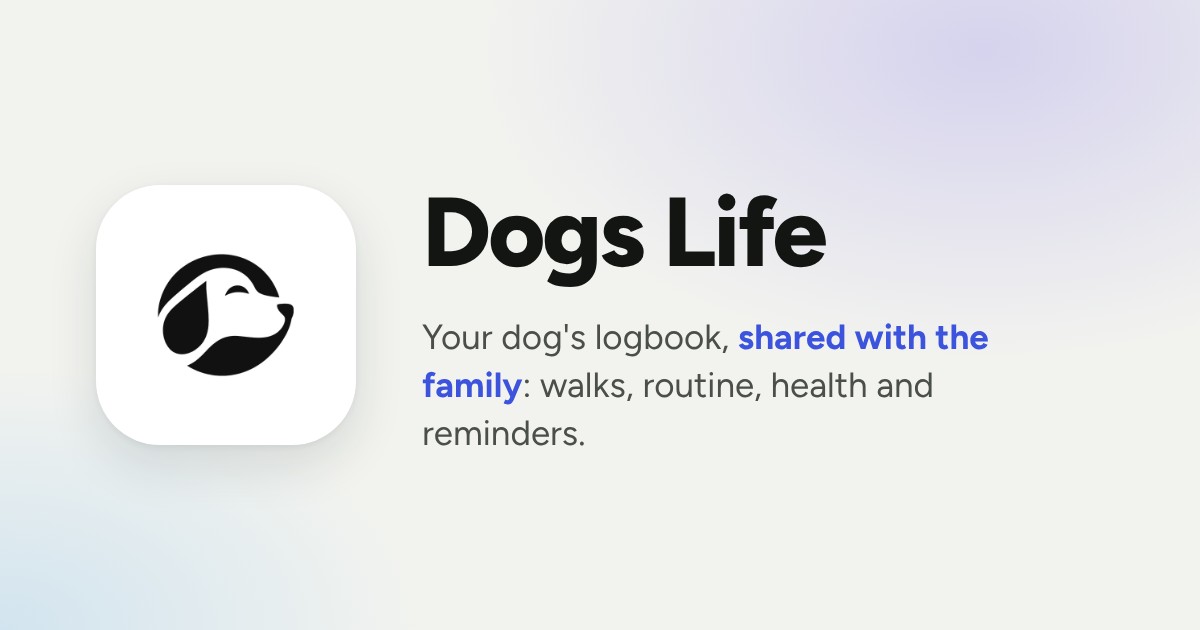 Dogs Life
Your dog's logbook, shared with the
family: walks, routine, health and
reminders.